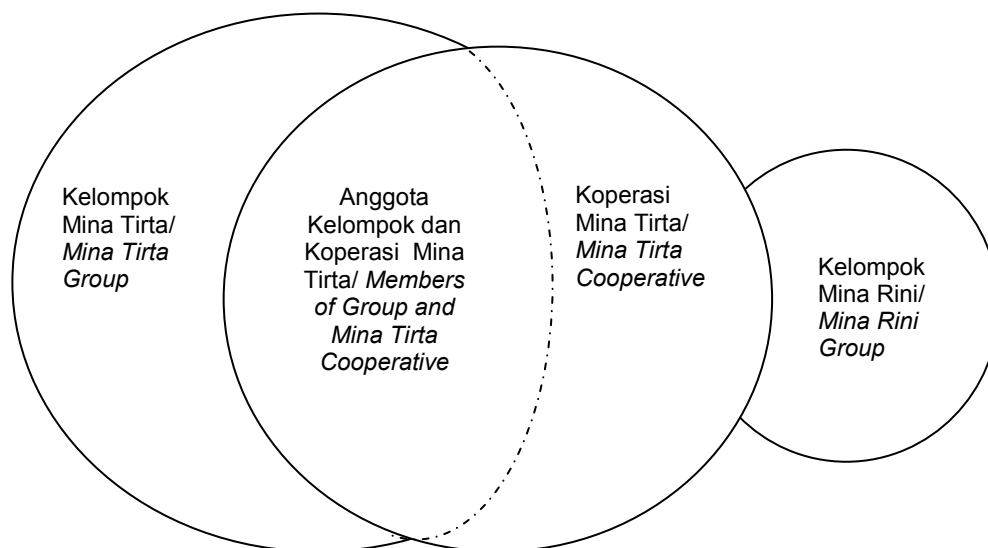 Kelompok
Mina Tirta/
Mina Tirta
Group
Anggota
Kelompok dan
Koperasi Mina
Tirta/ Members
of Group and
Mina Tirta
Cooperative
Koperasi
Mina Tirta/
Mina Tirta
Cooperative
Kelompok
Mina Rini/
Mina Rini
Group